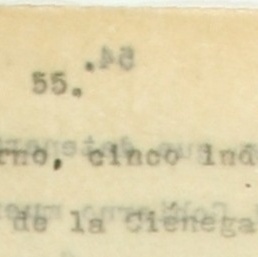 55.
rno, cinco ind
de la Ciénega